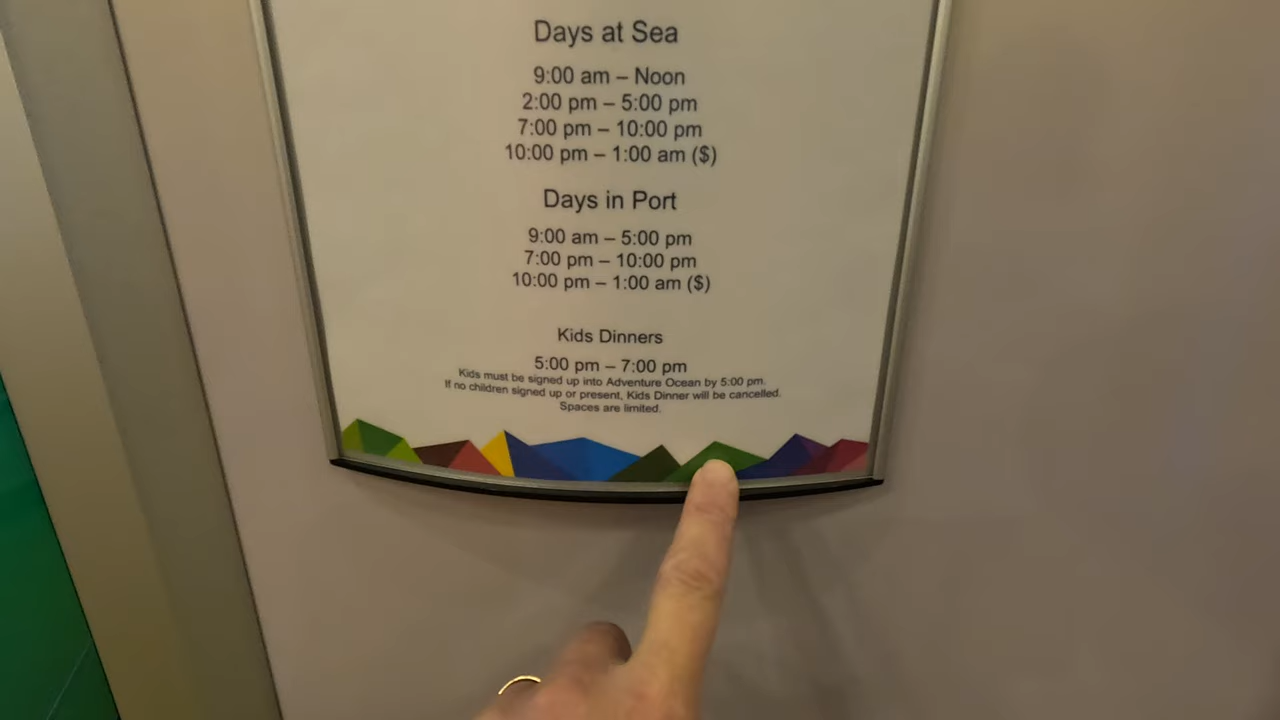 Days at Sea
9:00 am – Noon
2:00 pm – 5:00 pm
7:00 pm – 10:00 pm
10:00 pm – 1:00 am ($)
Days in Port
9:00 am – 5:00 pm
7:00 pm – 10:00 pm
10:00 pm – 1:00 am ($)
Kids Dinners
5:00 pm – 7:00 pm
Kids must be signed up into Adventure Ocean by 5:00 pm.
If no children signed up or present, Kids Dinner will be cancelled.
Spaces are limited.